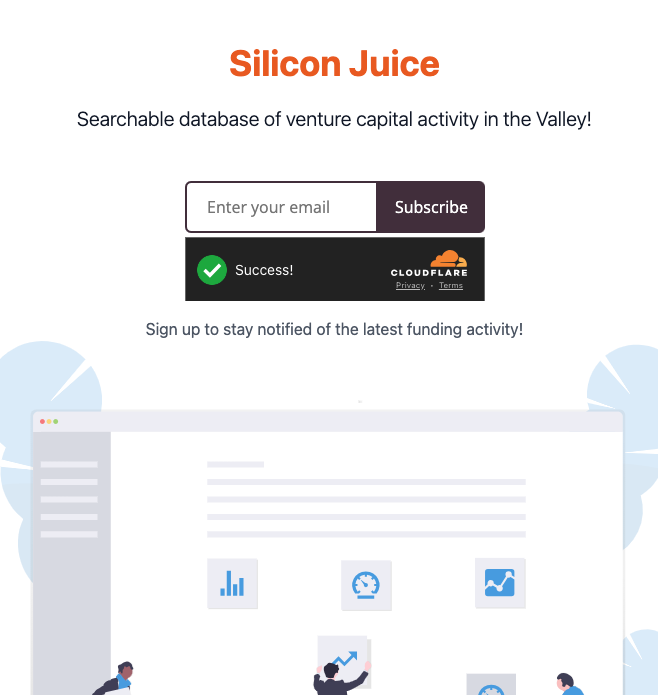 Silicon Juice
Searchable database of venture capital activity in the Valley!
Enter your email
Subscribe
Success!
CLOUDFLARE
Privacy • Terms
Sign up to stay notified of the latest funding activity!